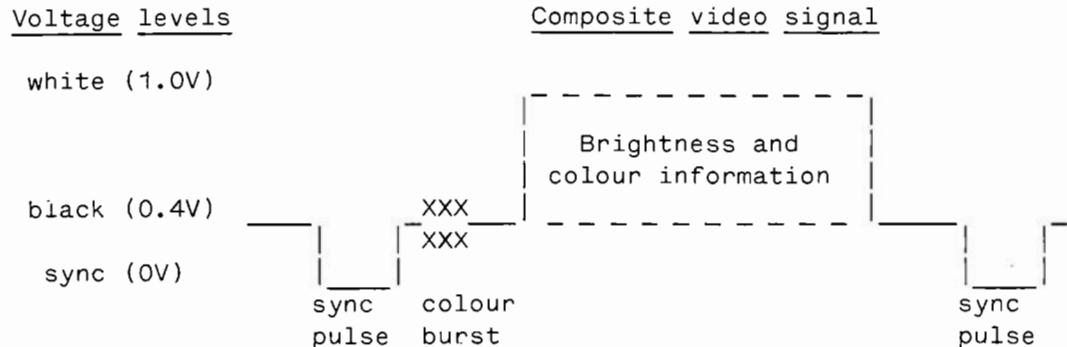 Voltage levels Composite video signal
white (1.0V)
Brightness and
colour information
black (0.4V) XXX
XXX
sync (0V)
sync colour sync
pulse burst pulse